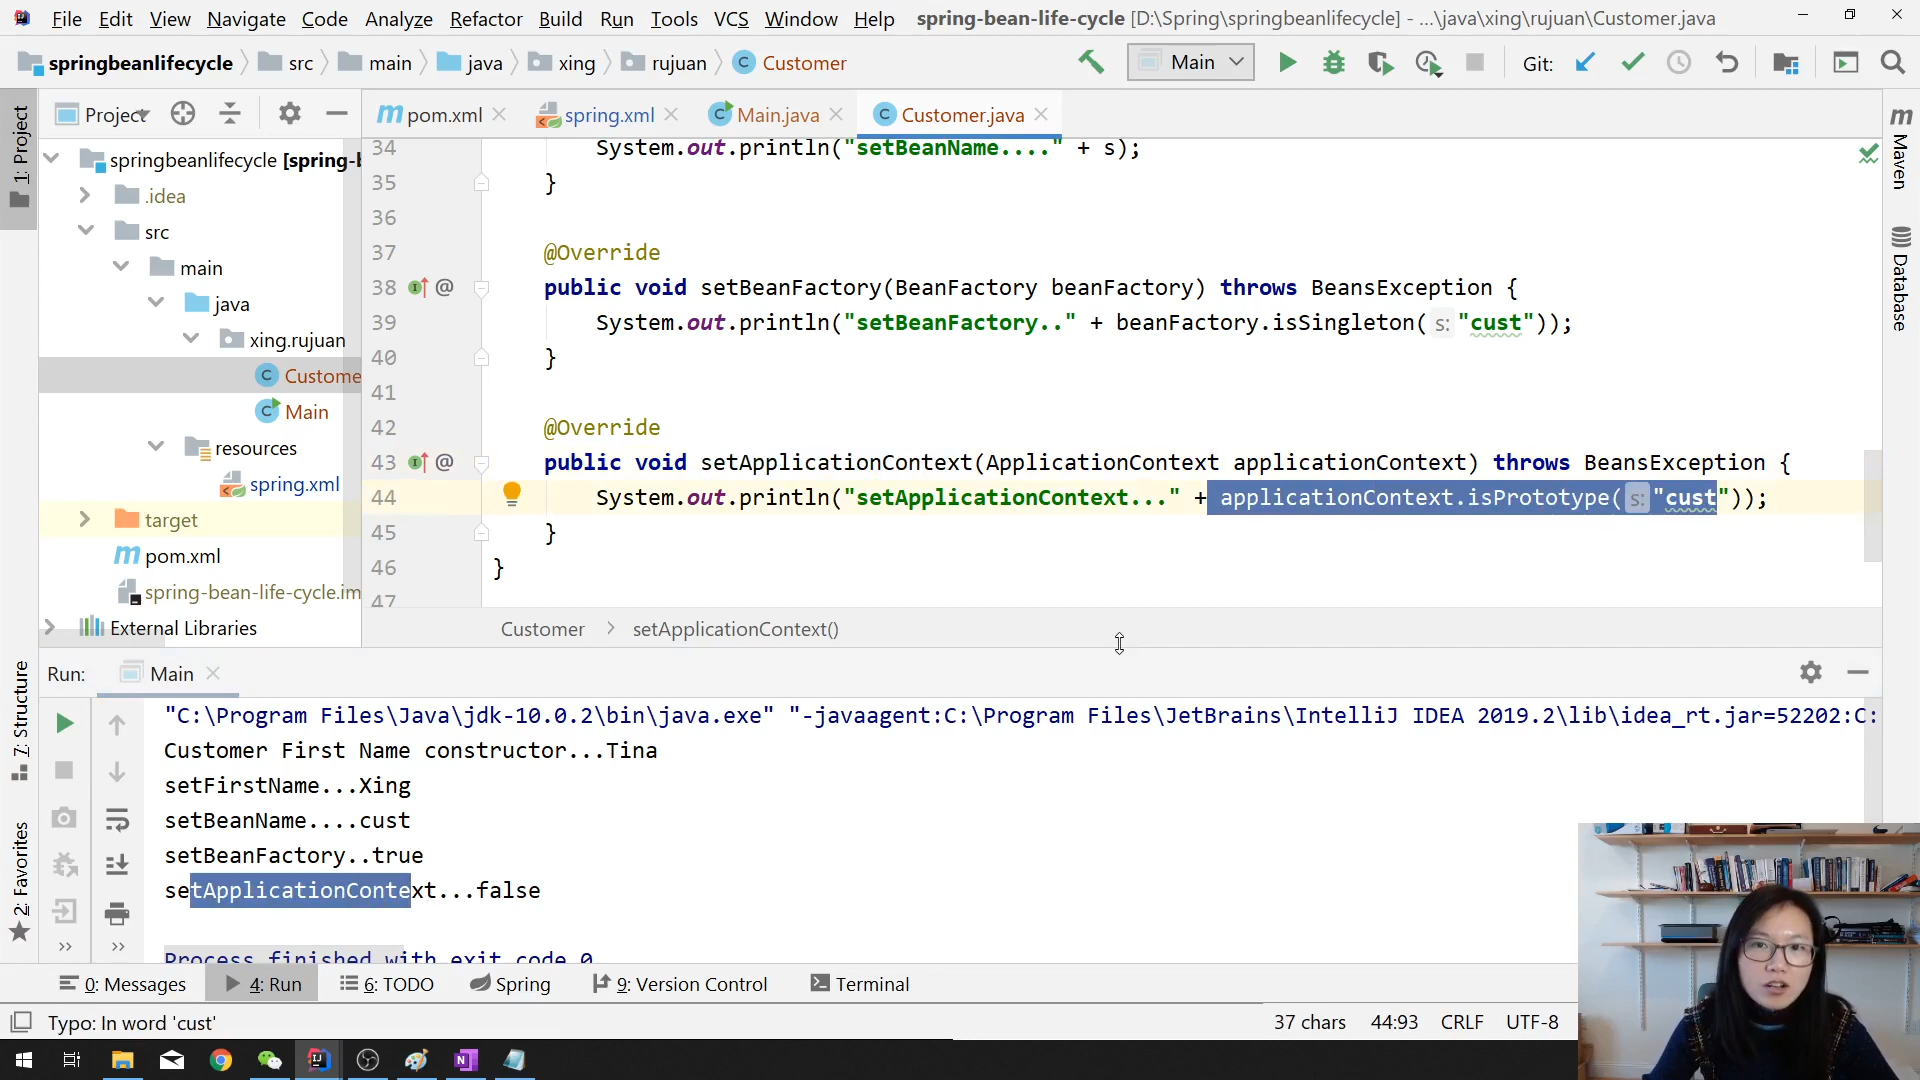 File Edit View Navigate Code Analyze Refactor Build Run Tools VCS Window Help spring-bean-life-cycle [D:\Spring\springbeanlifecycle] - ...\java\xing\rujuan\Customer.java
springbeanlifecycle src main java xing rujuan Customer Main Git:
Project pom.xml spring.xml Main.java Customer.java
1: Project
7: Structure
2: Favorites
Maven
Database
springbeanlifecycle [spring-b
.idea
src
main
java
xing.rujuan
Custome
Main
resources
spring.xml
target
pom.xml
spring-bean-life-cycle.im
External Libraries
34 System.out.println("setBeanName...." + s);
35 }
36
37 @Override
38 @ public void setBeanFactory(BeanFactory beanFactory) throws BeansException {
39 System.out.println("setBeanFactory.." + beanFactory.isSingleton( s: "cust"));
40 }
41
42 @Override
43 @ public void setApplicationContext(ApplicationContext applicationContext) throws BeansException {
44 System.out.println("setApplicationContext..." + applicationContext.isPrototype( s: "cust"));
45 }
46 }
47
Customer setApplicationContext()
Run: Main
"C:\Program Files\Java\jdk-10.0.2\bin\java.exe" "-javaagent:C:\Program Files\JetBrains\IntelliJ IDEA 2019.2\lib\idea_rt.jar=52202:C:
Customer First Name constructor...Tina
setFirstName...Xing
setBeanName....cust
setBeanFactory..true
setApplicationContext...false
Process finished with exit code 0
0: Messages 4: Run 6: TODO Spring 9: Version Control Terminal
Typo: In word 'cust' 37 chars 44:93 CRLF UTF-8